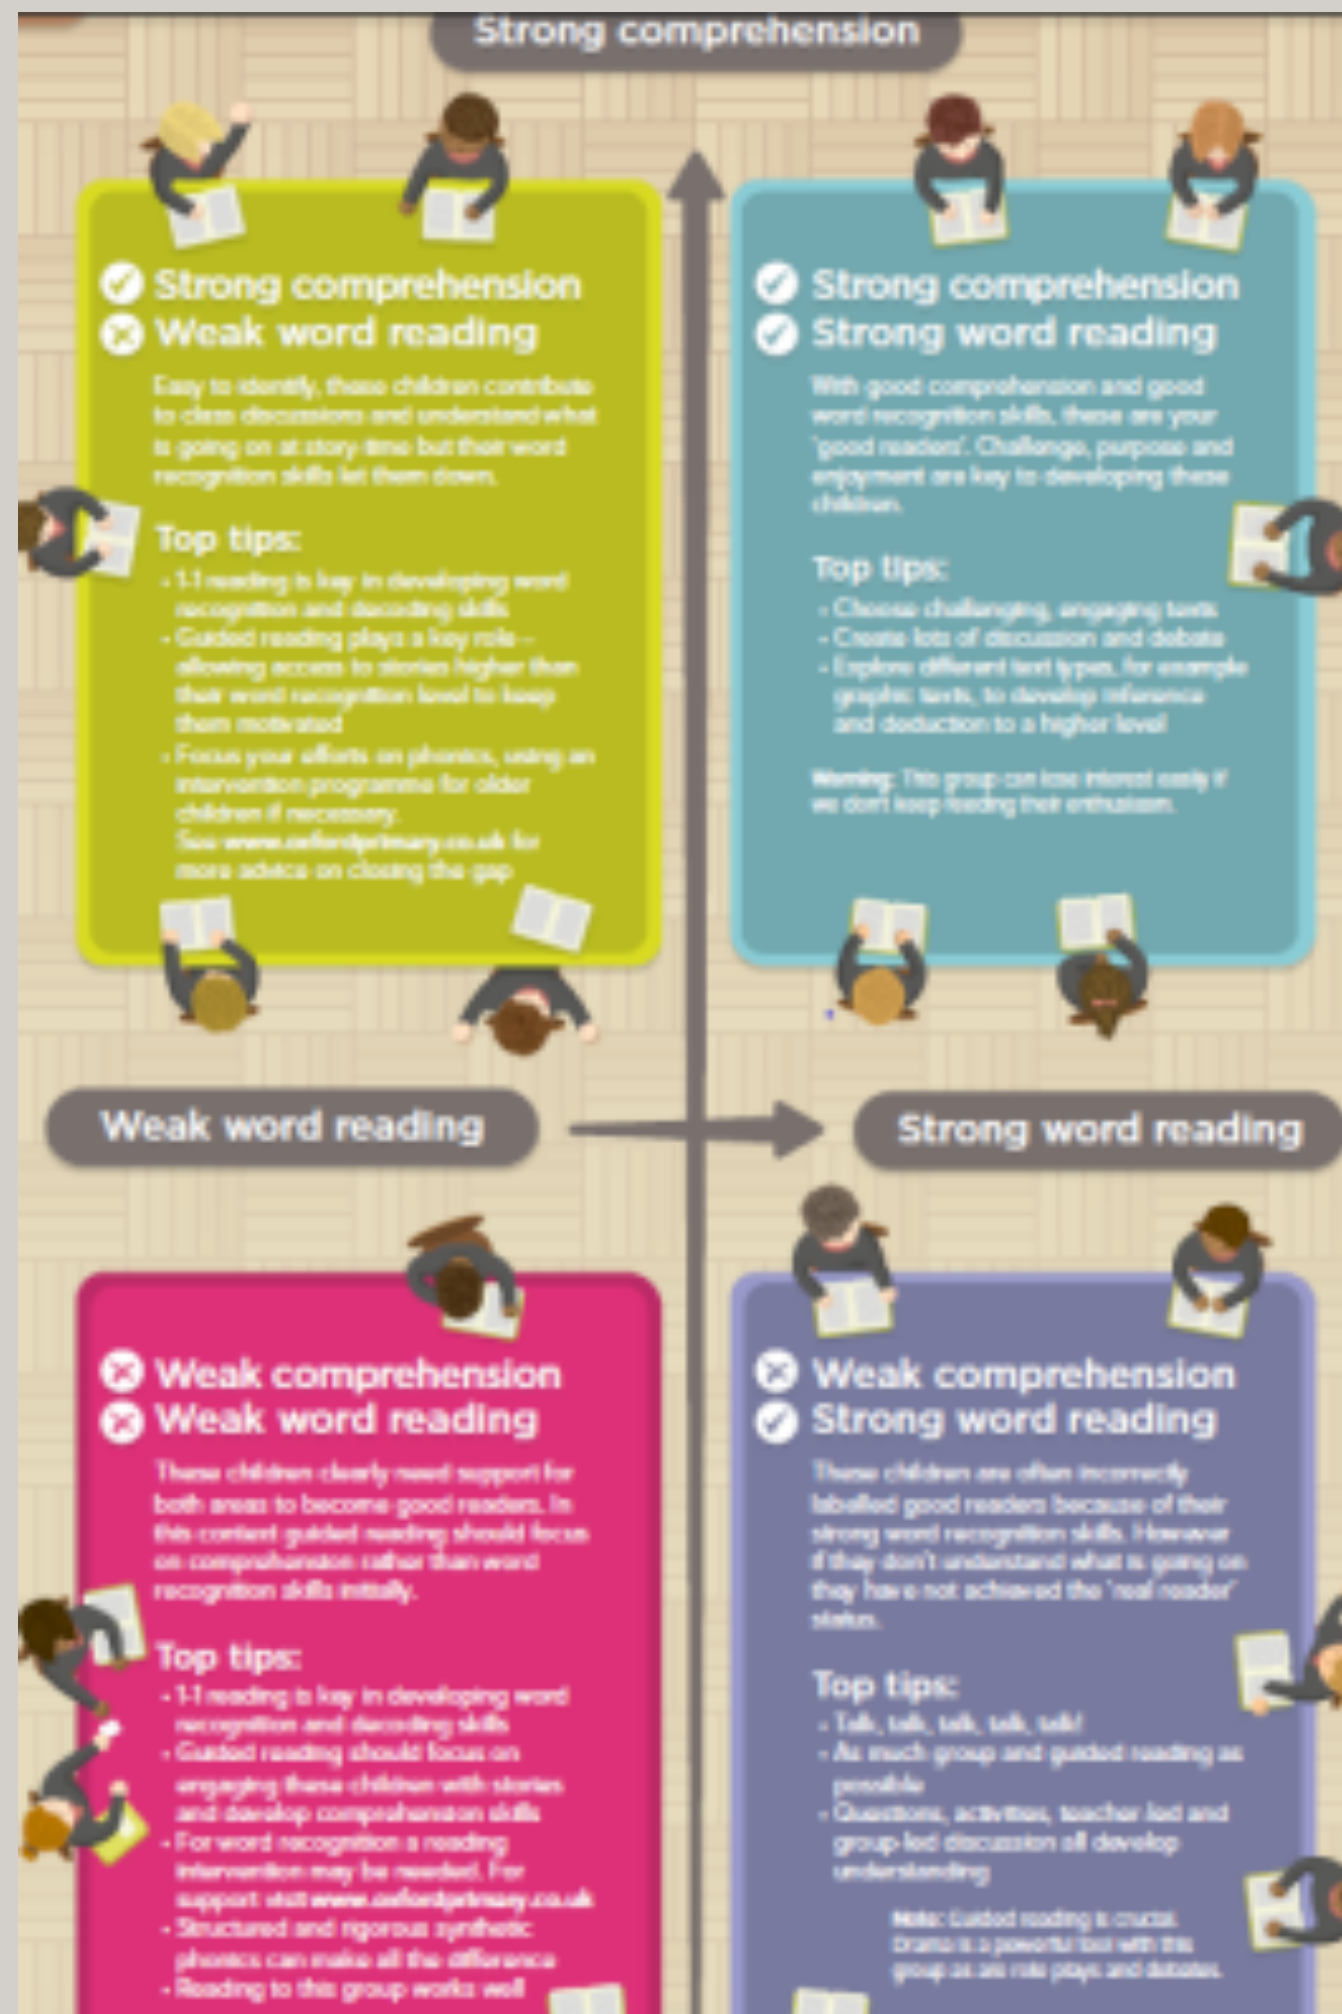 Strong comprehension
Strong comprehension
Weak word reading
Easy to identify, these children contribute
to class discussions and understand what
is going on at story-time but their word
recognition skills let them down.
Top tips:
• 1-1 reading is key in developing word
recognition and decoding skills
• Guided reading plays a key role –
allowing access to stories higher than
their word recognition level to keep
them motivated
• Focus your efforts on phonics, using an
intervention programme for older
children if necessary.
See www.oxfordprimary.co.uk for
more advice on closing the gap
Strong comprehension
Strong word reading
With good comprehension and good
word recognition skills, these are your
'good readers'. Challenge, purpose and
enjoyment are key to developing these
children.
Top tips:
• Choose challenging, engaging texts
• Create lots of discussion and debate
• Explore different text types, for example
graphic texts, to develop inference
and deduction to a higher level
Warning: This group can lose interest easily if
we don't keep feeding their enthusiasm.
Weak word reading
Strong word reading
Weak comprehension
Weak word reading
These children clearly need support for
both areas to become good readers. In
this context guided reading should focus
on comprehension rather than word
recognition skills initially.
Top tips:
• 1-1 reading is key in developing word
recognition and decoding skills
• Guided reading should focus on
engaging these children with stories
and develop comprehension skills
• For word recognition a reading
intervention may be needed. For
support visit www.oxfordprimary.co.uk
• Structured and rigorous synthetic
phonics can make all the difference
• Reading to this group works well
Weak comprehension
Strong word reading
These children are often incorrectly
labelled good readers because of their
strong word recognition skills. However
if they don't understand what is going on
they have not achieved the 'real reader'
status.
Top tips:
• Talk, talk, talk, talk, talk!
• As much group and guided reading as
possible
• Questions, activities, teacher led and
group-led discussion all develop
understanding
Note: Guided reading is crucial.
Drama is a powerful tool with this
group as are role plays and debates.